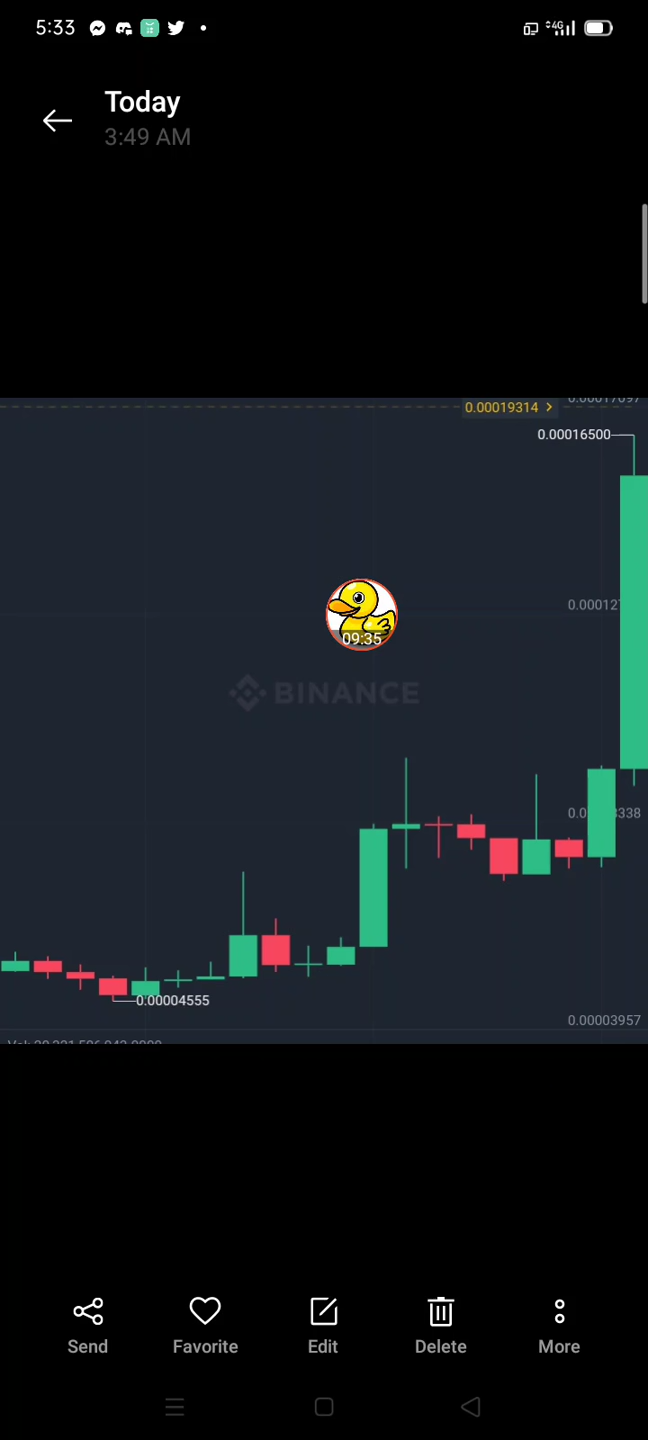 5:33
4G
Today
3:49 AM
0.00019314 >
0.00016500
09:35
BINANCE
0.00004555
0.00003957
Send
Favorite
Edit
Delete
More